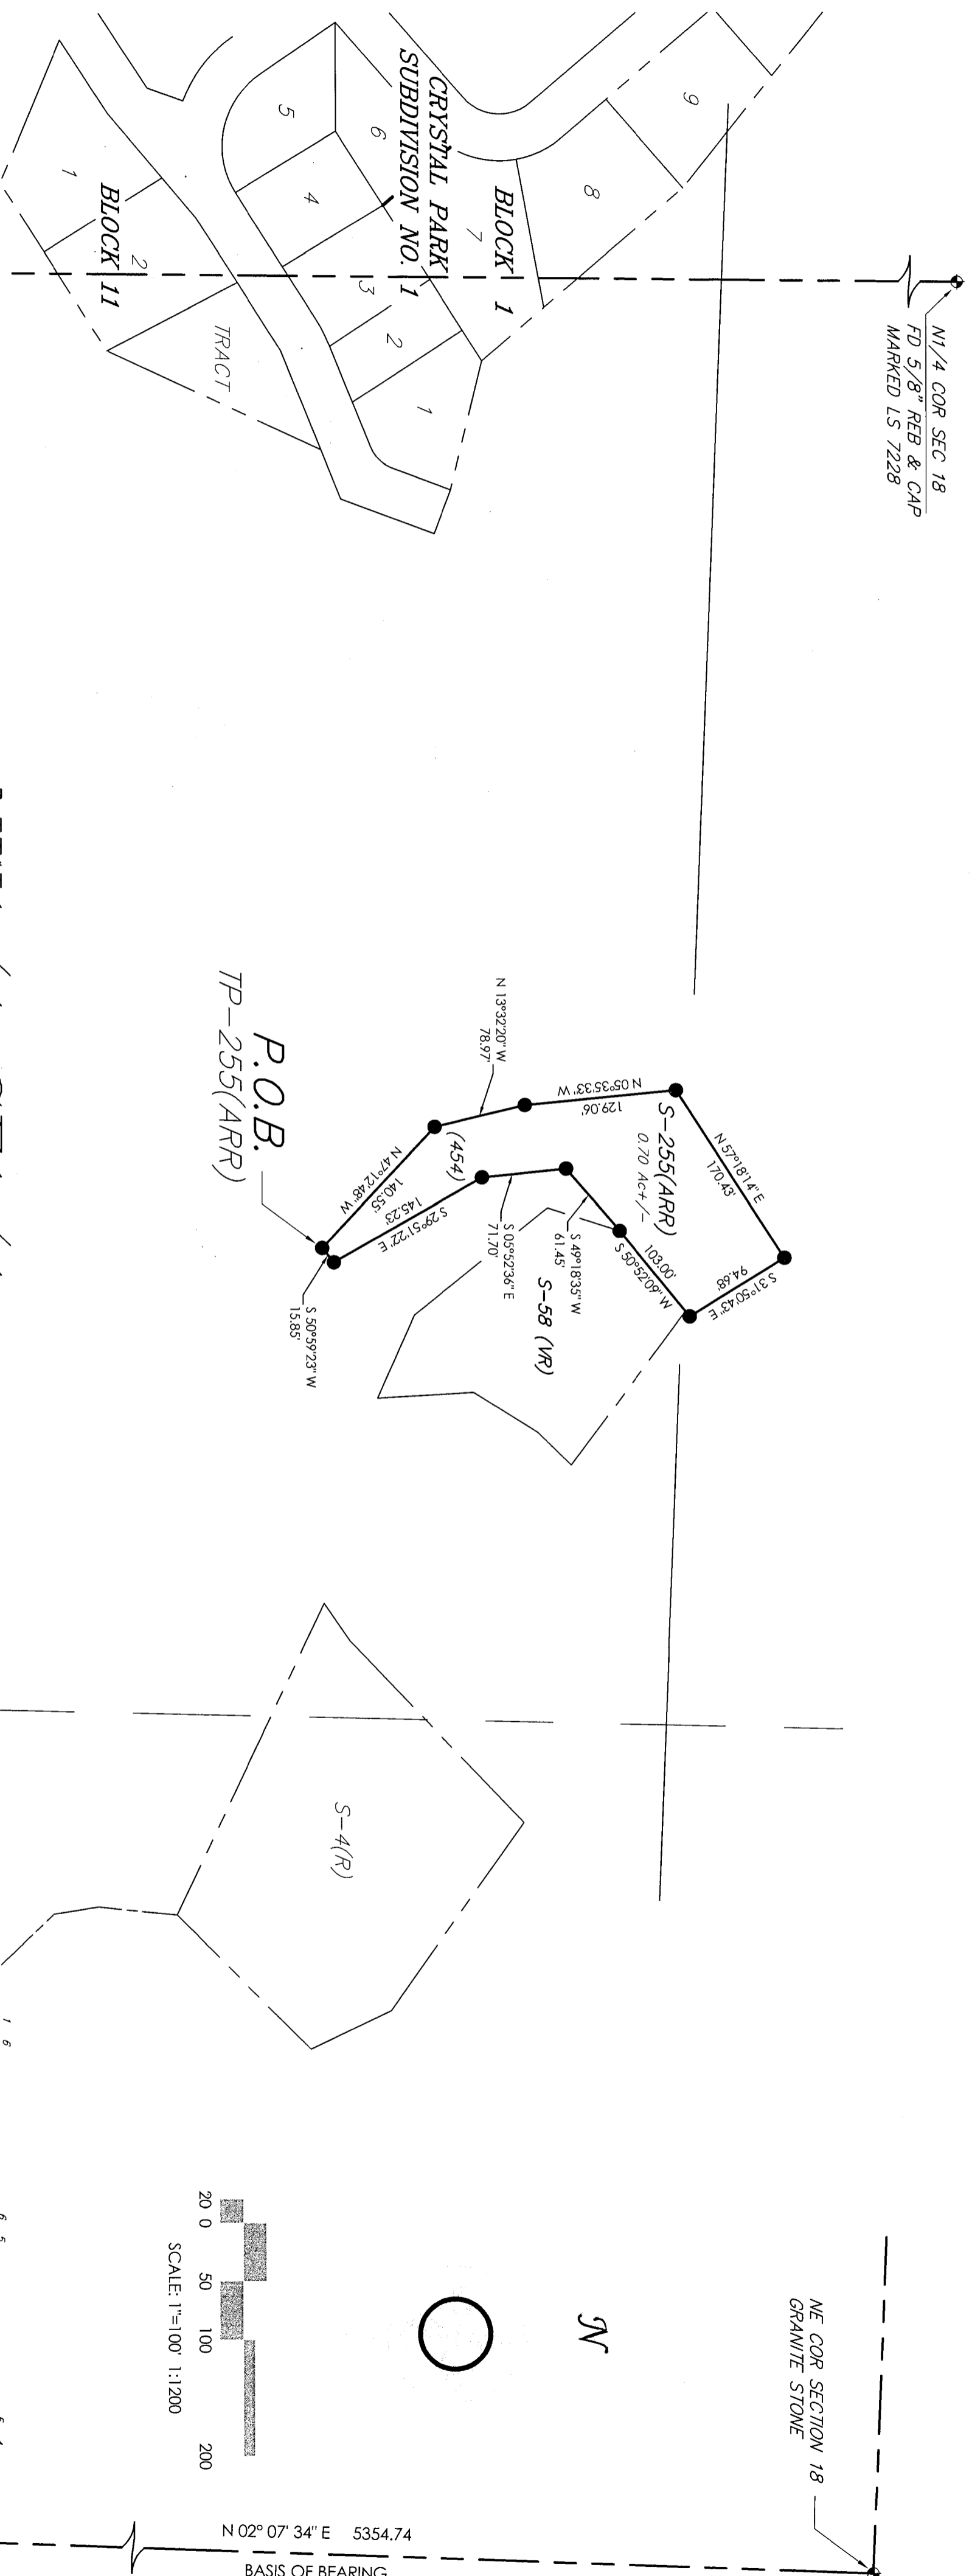 N1/4 COR SEC 18
FD 5/8" REB & CAP
MARKED LS 7228
9
8
BLOCK 1
7
CRYSTAL PARK
SUBDIVISION NO. 1
6
5
4
3
2
1
TRACT
BLOCK 11
1
2
N 57°18'14" E
170.43'
S 31°50'43" E
94.68'
S-255(ARR)
0.70 Ac+/-
N 05°35'33" W
129.06'
103.00'
S 50°52'09" W
S 49°18'35" W
61.45'
S 05°52'36" E
71.70'
S-58 (VR)
N 13°32'20" W
78.97'
(454)
N 47°12'48" W
140.55'
145.23'
S 29°51'22" E
S 50°59'23" W
15.85'
P.O.B.
TP-255(ARR)
S-4(R)
1 6
NE COR SECTION 18
GRANITE STONE
N
20 0 50 100 200
SCALE: 1"=100' 1:1200
N 02° 07' 34" E 5354.74
BASIS OF BEARING